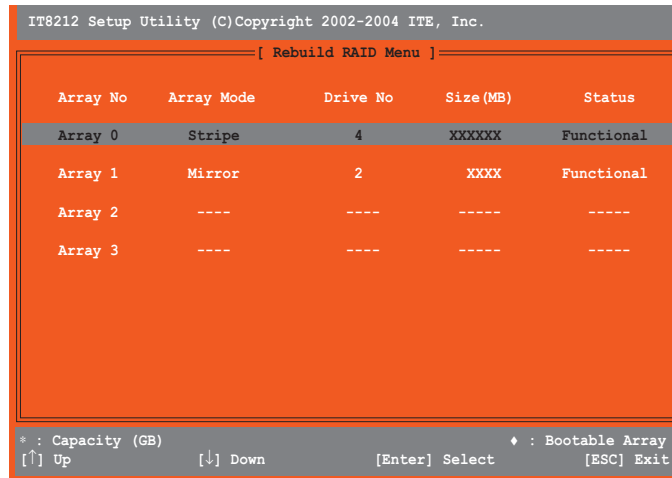 IT8212 Setup Utility (C)Copyright 2002-2004 ITE, Inc.
[ Rebuild RAID Menu ]
Array No Array Mode Drive No Size(MB) Status
Array 0 Stripe 4 XXXXXX Functional
Array 1 Mirror 2 XXXX Functional
Array 2 ---- ---- ----- -----
Array 3 ---- ---- ----- -----
* : Capacity (GB) ♦ : Bootable Array
[↑] Up [↓] Down [Enter] Select [ESC] Exit